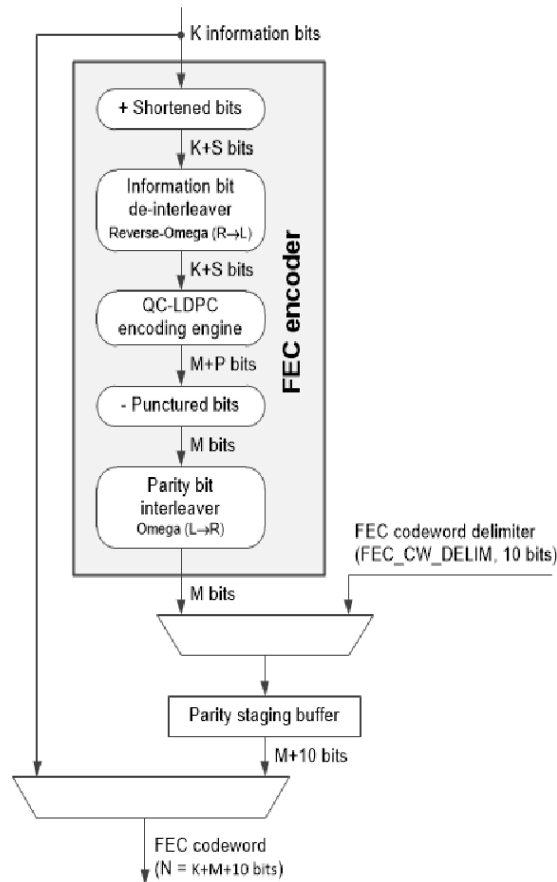 K information bits
+ Shortened bits
K+S bits
Information bit
de-interleaver
Reverse-Omega (R→L)
K+S bits
QC-LDPC
encoding engine
M+P bits
- Punctured bits
M bits
Parity bit
interleaver
Omega (L→R)
FEC encoder
FEC codeword delimiter
(FEC_CW_DELIM, 10 bits)
M bits
Parity staging buffer
M+10 bits
FEC codeword
(N = K+M+10 bits)